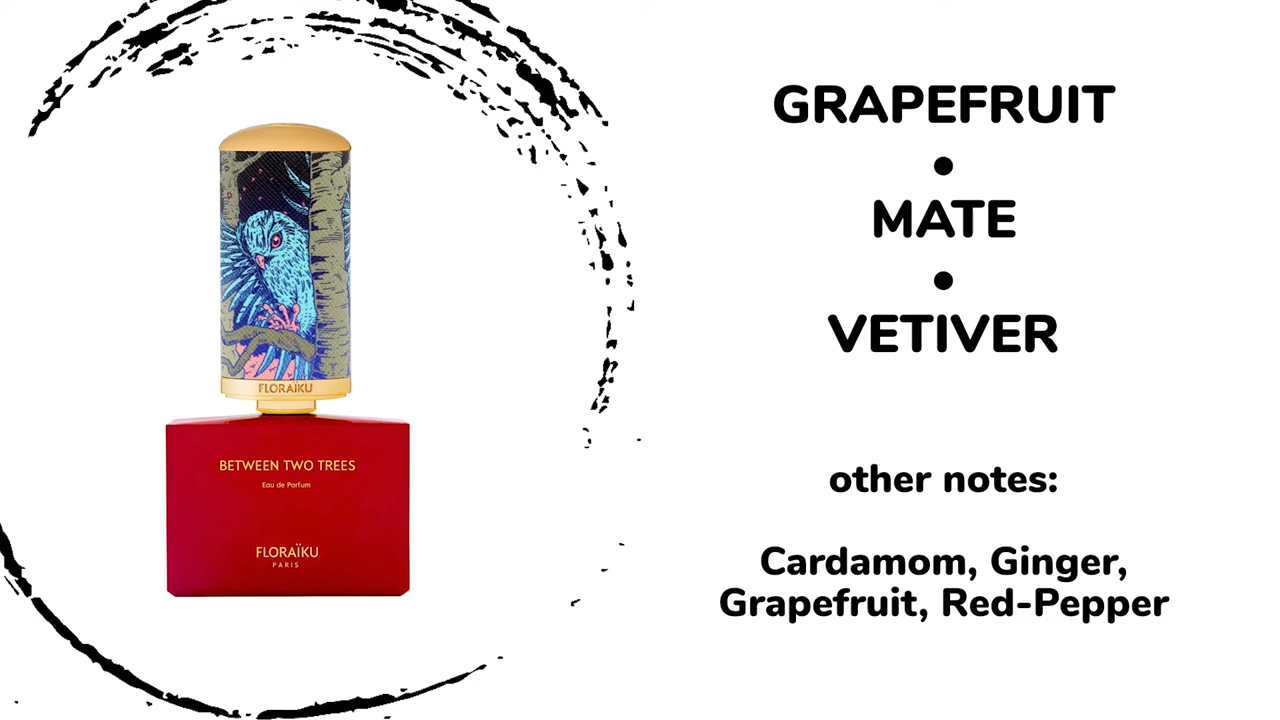 FLORAÏKU
BETWEEN TWO TREES
Eau de Parfum
FLORAÏKU
PARIS
GRAPEFRUIT
•
MATE
•
VETIVER
other notes:
Cardamom, Ginger,
Grapefruit, Red-Pepper